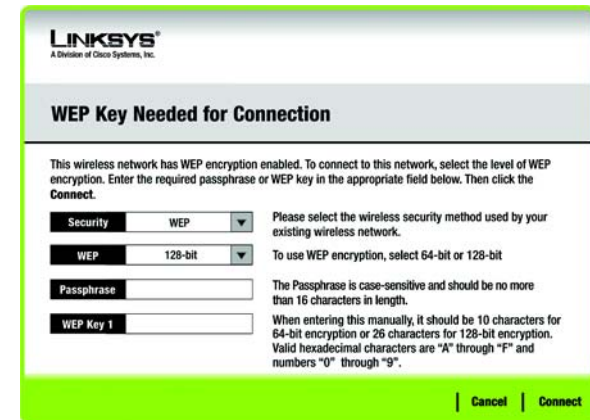 LINKSYS®
A Division of Cisco Systems, Inc.
WEP Key Needed for Connection
This wireless network has WEP encryption enabled. To connect to this network, select the level of WEP
encryption. Enter the required passphrase or WEP key in the appropriate field below. Then click the
Connect.
Security WEP
Please select the wireless security method used by your
existing wireless network.
WEP 128-bit
To use WEP encryption, select 64-bit or 128-bit
Passphrase
The Passphrase is case-sensitive and should be no more
than 16 characters in length.
WEP Key 1
When entering this manually, it should be 10 characters for
64-bit encryption or 26 characters for 128-bit encryption.
Valid hexadecimal characters are “A” through “F” and
numbers “0” through “9”.
Cancel | Connect